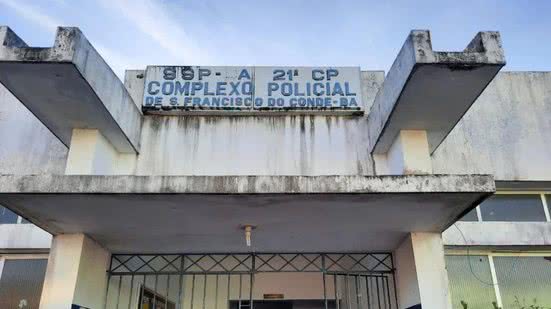 SSP - A 21ª CP
COMPLEXO POLICIAL
DE S. FRANCISCO DO CONDE-BA